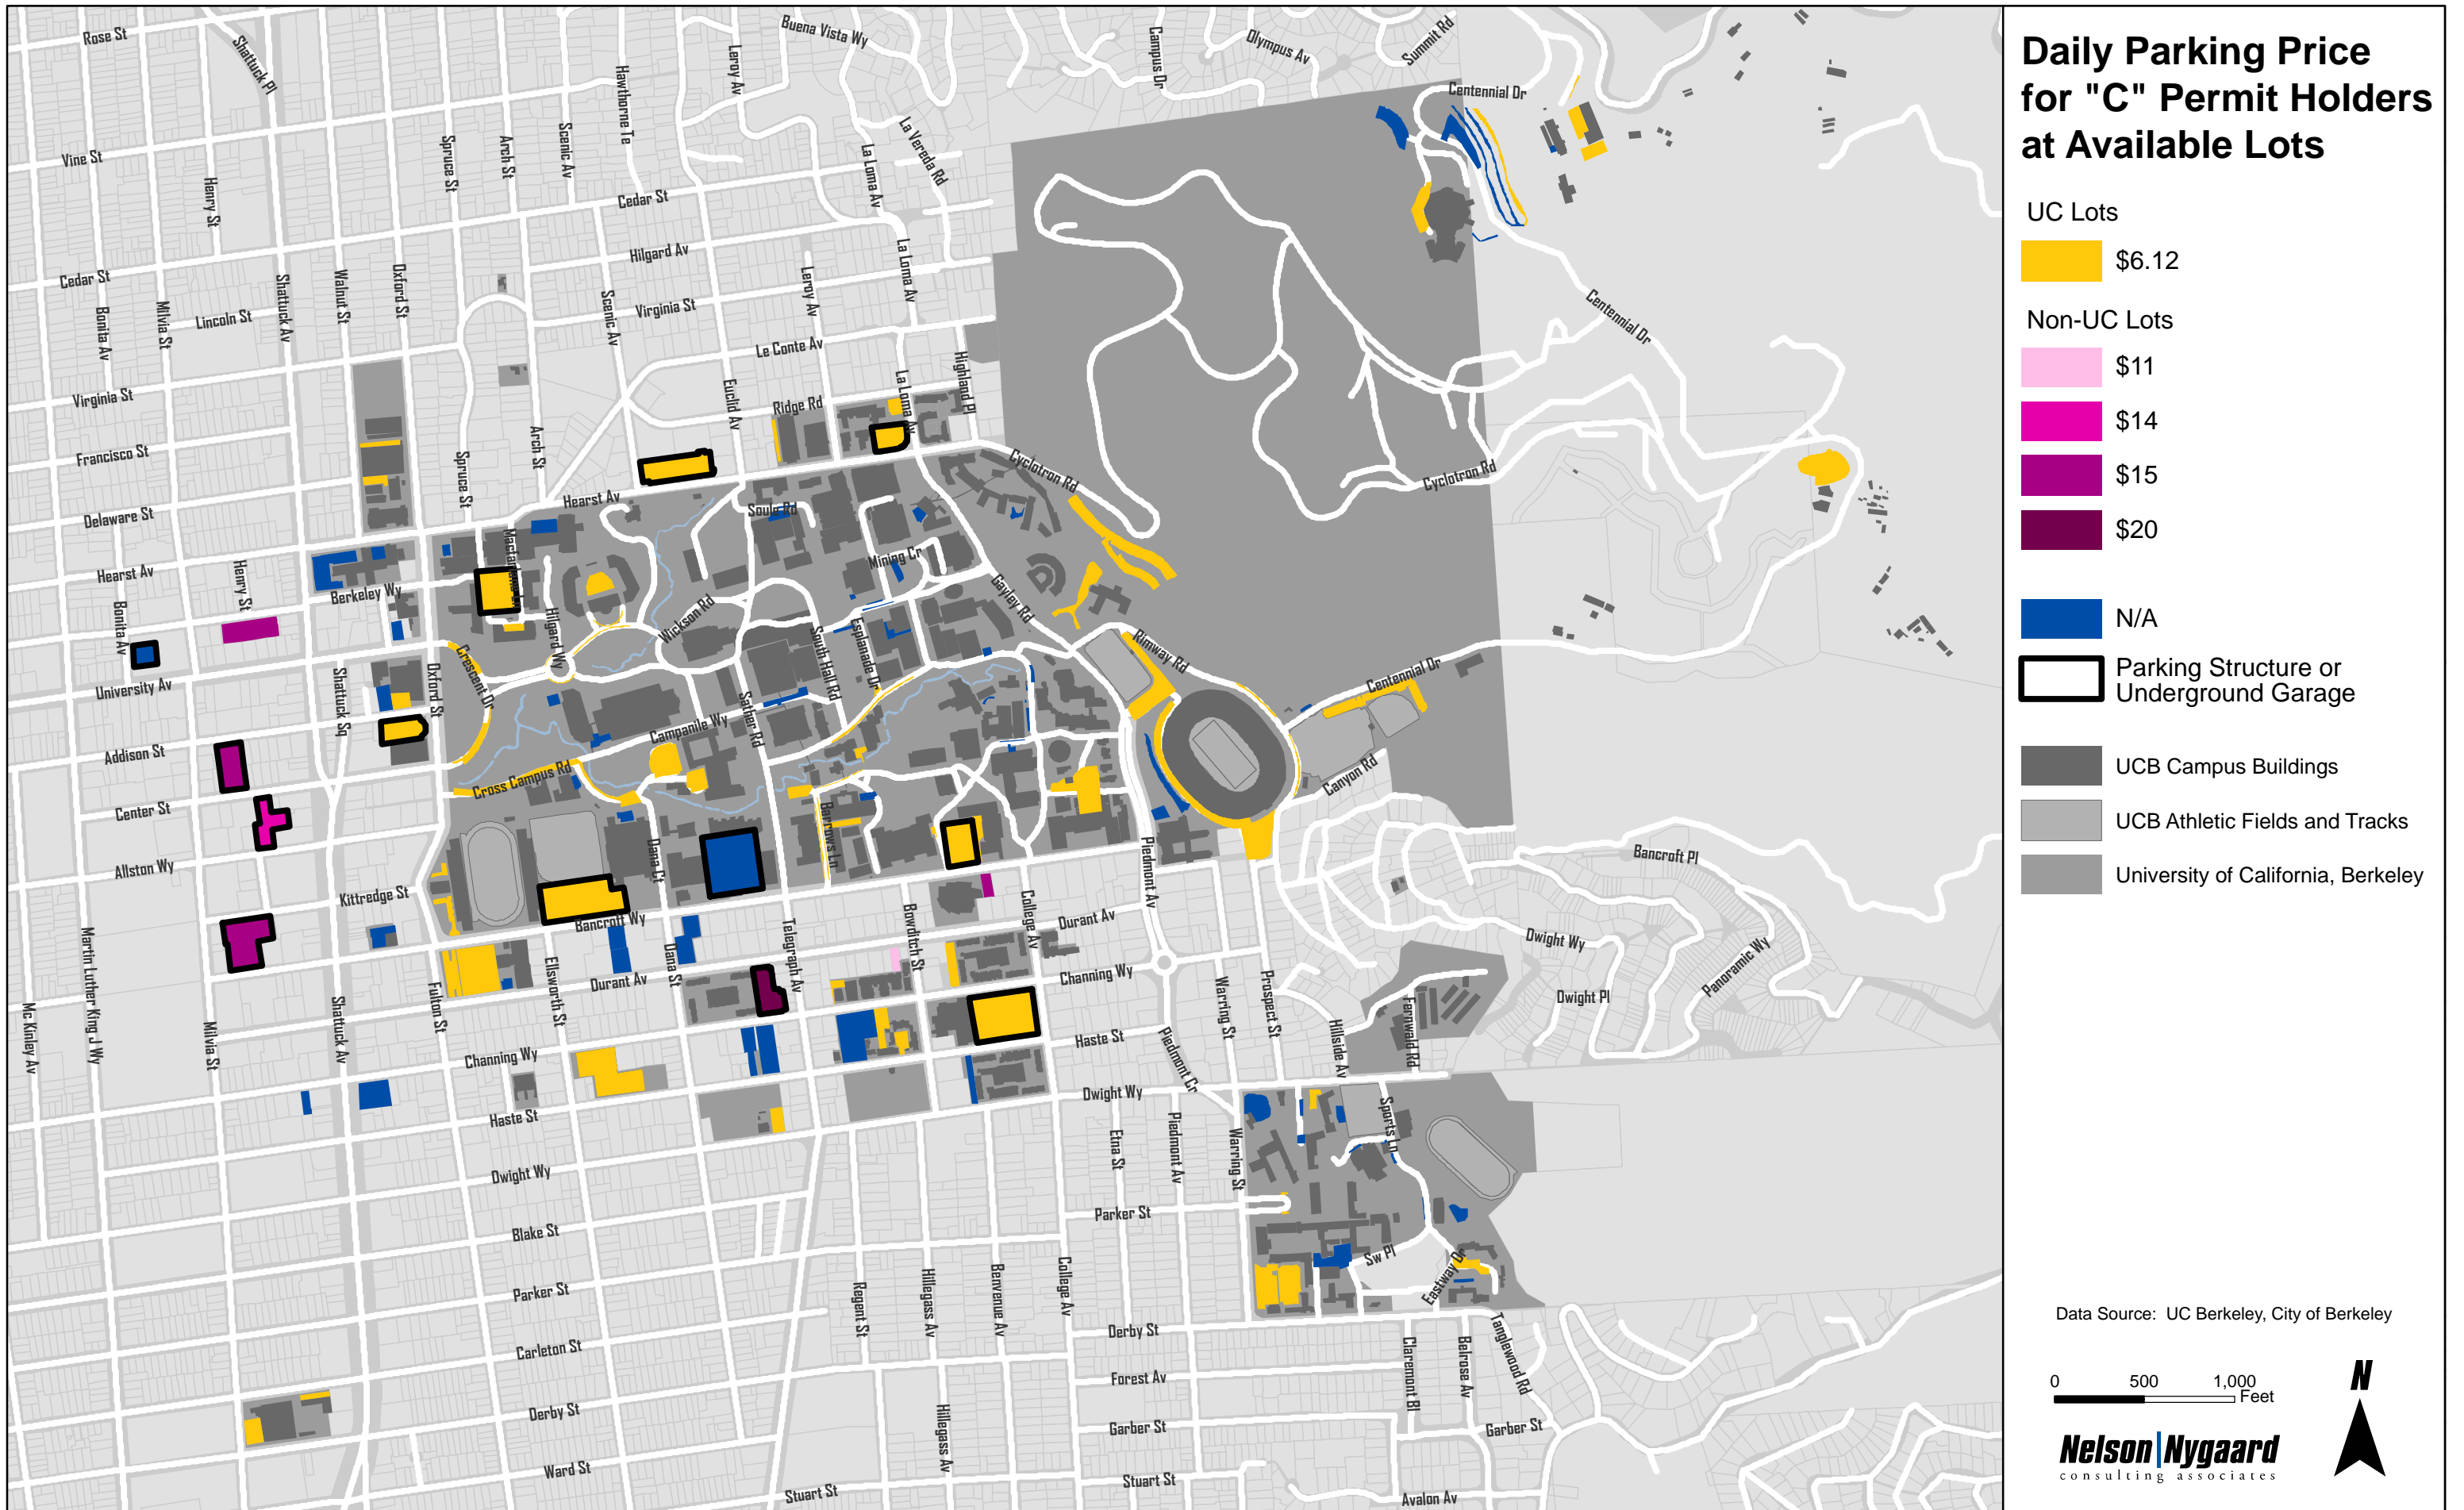 Daily Parking Price
for "C" Permit Holders
at Available Lots
UC Lots
$6.12
Non-UC Lots
$11
$14
$15
$20
N/A
Parking Structure or
Underground Garage
UCB Campus Buildings
UCB Athletic Fields and Tracks
University of California, Berkeley
Data Source: UC Berkeley, City of Berkeley
0 500 1,000
Feet
N
Nelson|Nygaard
consulting associates
Rose St
Shattuck Pl
Buena Vista Wy
Leroy Av
Hawthorne Te
Campus Dr
Olympus Av
Summit Rd
Centennial Dr
Vine St
Henry St
Spruce St
Arch St
Scenic Av
La Loma Av
La Vereda Rd
Cedar St
Hilgard Av
Cedar St
Bonita Av
Milvia St
Lincoln St
Shattuck Av
Walnut St
Oxford St
Scenic Av
Virginia St
Leroy Av
La Loma Av
Centennial Dr
Le Conte Av
Highland Pl
Virginia St
Euclid Av
Ridge Rd
La Loma Av
Francisco St
Spruce St
Arch St
Cyclotron Rd
Cyclotron Rd
Delaware St
Hearst Av
Soule Rd
Hearst Av
Henry St
Berkeley Wy
Macfarlane Ln
Mining Cr
Gayley Rd
Bonita Av
Hilgard Wy
Wickson Rd
South Hall Rd
Esplanade Dr
Rimway Rd
University Av
Shattuck Sq
Oxford St
Crescent Dr
Sather Rd
Campanile Wy
Centennial Dr
Addison St
Cross Campus Rd
Canyon Rd
Center St
Barrows Ln
Allston Wy
Dana Ct
Piedmont Av
Bancroft Pl
Kittredge St
Bancroft Wy
Telegraph Av
Bowditch St
College Av
Durant Av
Martin Luther King J Wy
Mc Kinley Av
Milvia St
Shattuck Av
Fulton St
Ellsworth St
Durant Av
Dana St
Channing Wy
Warring St
Prospect St
Hillside Av
Fernwald Rd
Dwight Wy
Dwight Pl
Panoramic Wy
Channing Wy
Haste St
Piedmont Cr
Haste St
Dwight Wy
Etna St
Piedmont Av
Warring St
Sports Ln
Dwight Wy
Parker St
Blake St
Sw Pl
Eastway Dr
Parker St
Regent St
Hillegass Av
Benvenue Av
College Av
Derby St
Claremont Bl
Belrose Av
Tanglewood Rd
Carleton St
Forest Av
Derby St
Hillegass Av
Garber St
Garber St
Ward St
Stuart St
Stuart St
Avalon Av